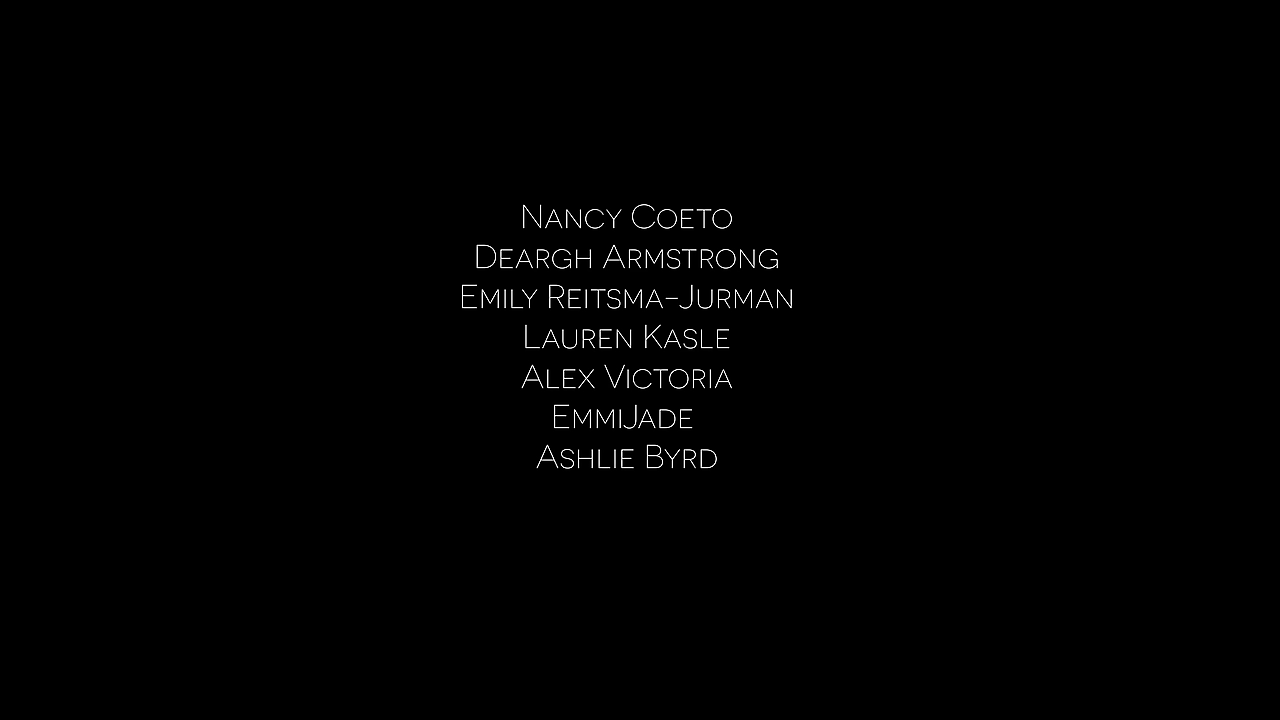 Nancy Coeto
Deargh Armstrong
Emily Reitsma-Jurman
Lauren Kasle
Alex Victoria
EmmiJade
Ashlie Byrd